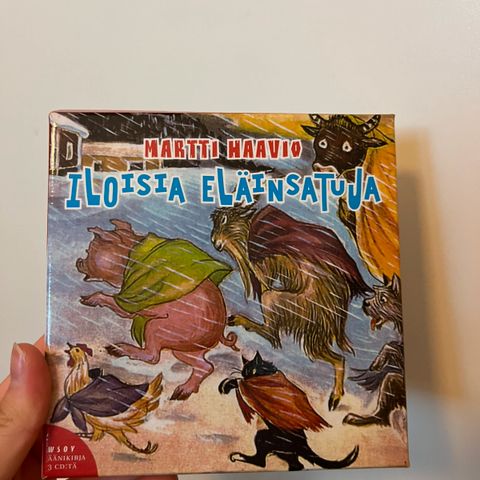 MARTTI HAAVIO
ILOISIA ELÄINSATUJA
WSOY
ÄÄNIKIRJA
3 CD:TÄ